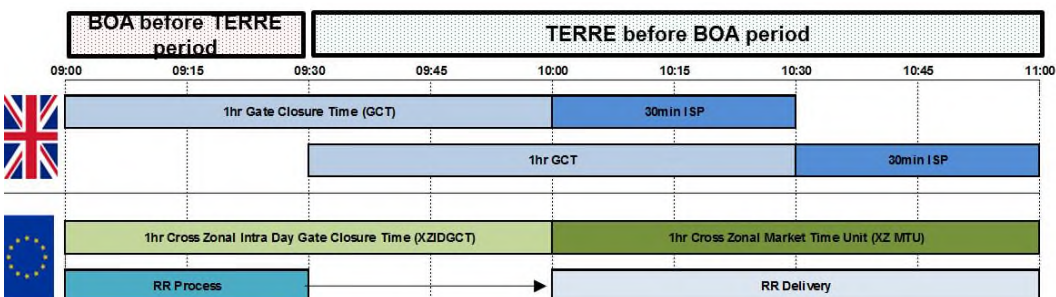 BOA before TERRE
period
TERRE before BOA period
09:00 09:15 09:30 09:45 10:00 10:15 10:30 10:45 11:00
1hr Gate Closure Time (GCT) 30min ISP
1hr GCT 30min ISP
1hr Cross Zonal Intra Day Gate Closure Time (XZIDGCT) 1hr Cross Zonal Market Time Unit (XZ MTU)
RR Process RR Delivery